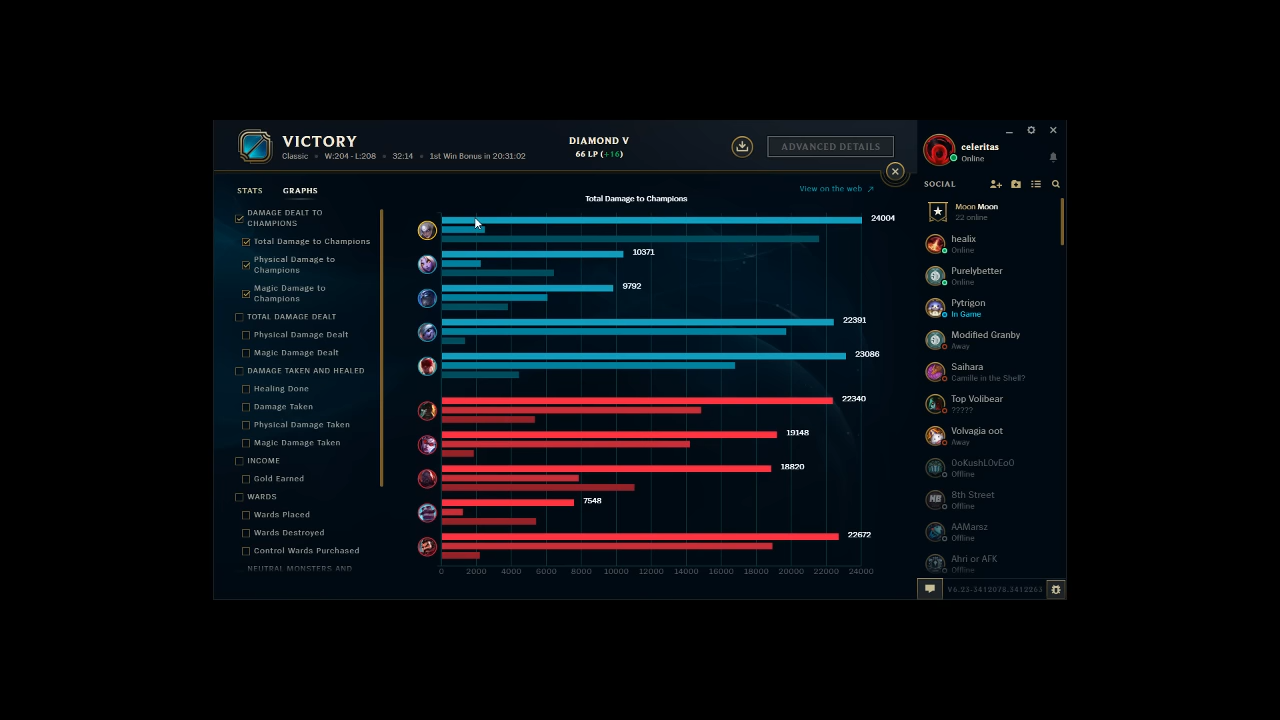 VICTORY
Classic • W:204 - L:208 • 32:14 • 1st Win Bonus in 20:31:02
DIAMOND V
66 LP (+16)
ADVANCED DETAILS
celeritas
Online
STATS
GRAPHS
View on the web
Total Damage to Champions
DAMAGE DEALT TO
CHAMPIONS
Total Damage to Champions
Physical Damage to
Champions
Magic Damage to
Champions
TOTAL DAMAGE DEALT
Physical Damage Dealt
Magic Damage Dealt
DAMAGE TAKEN AND HEALED
Healing Done
Damage Taken
Physical Damage Taken
Magic Damage Taken
INCOME
Gold Earned
WARDS
Wards Placed
Wards Destroyed
Control Wards Purchased
NEUTRAL MONSTERS AND
24004
10371
9792
22391
23086
22340
19148
18820
7548
22672
0 2000 4000 6000 8000 10000 12000 14000 16000 18000 20000 22000 24000
SOCIAL
Moon Moon
22 online
healix
Online
Purelybetter
Online
Pytrigon
In Game
Modified Granby
Away
Saihara
Camille in the Shell?
Top Volibear
?????
Volvagia oot
Away
0oKushL0vEo0
Offline
8th Street
Offline
AAMarsz
Offline
Ahri or AFK
Offline
V6.23-3412078.3412263